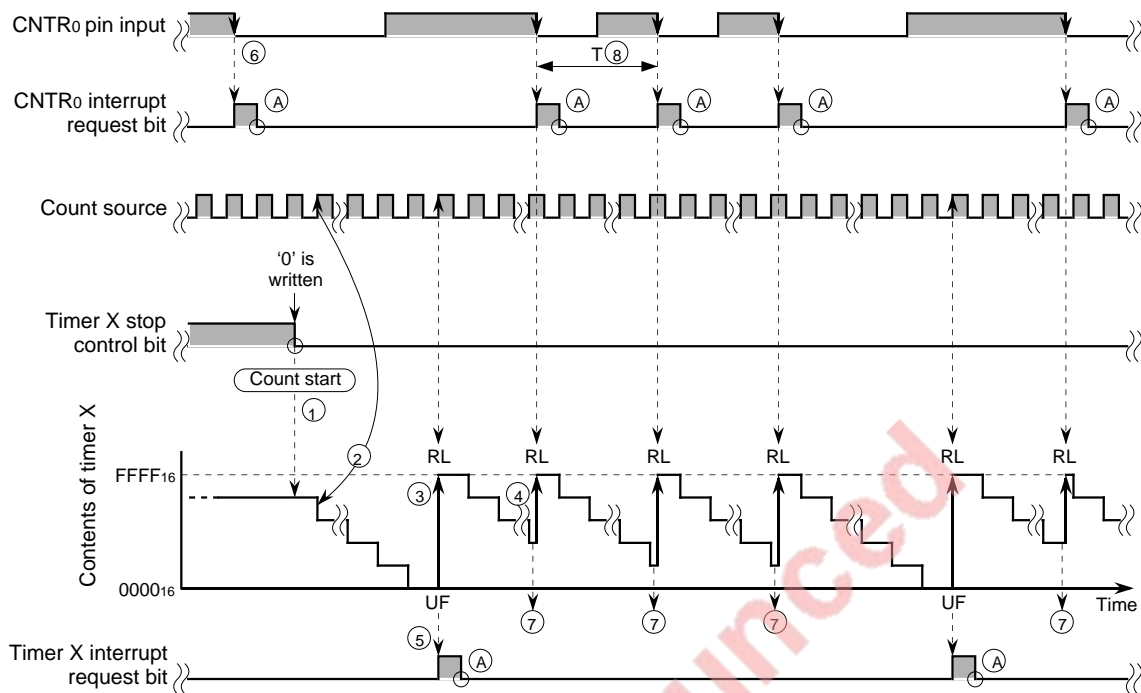 CNTR0 pin input
6
T 8
CNTR0 interrupt
request bit
A A A A A
Count source
‘0’ is
written
Timer X stop
control bit
Count start
1
Contents of timer X
2
RL RL RL RL RL RL
FFFF16
3 4
000016
UF UF Time
7 7 7 7
5
Timer X interrupt
request bit
A A
unced